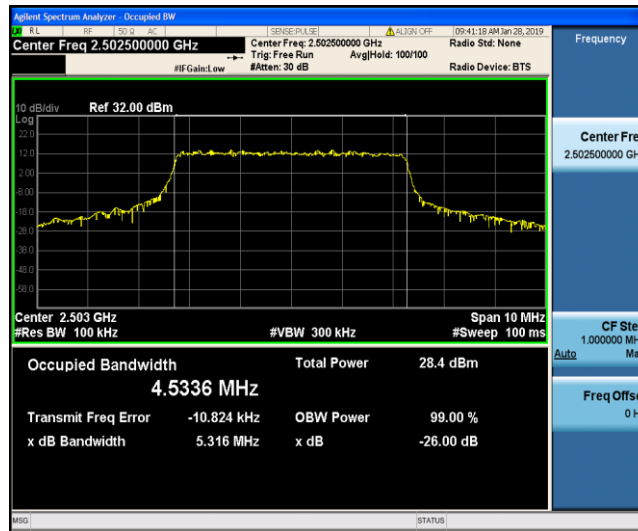 Agilent Spectrum Analyzer - Occupied BW
RL RF 50 Ω AC SENSE:PULSE ALIGN OFF 09:41:18 AM Jan 28, 2019
Center Freq 2.502500000 GHz
Center Freq: 2.502500000 GHz
Radio Std: None
Trig: Free Run Avg|Hold: 100/100
#IFGain:Low #Atten: 30 dB Radio Device: BTS
Frequency
10 dB/div Ref 32.00 dBm
Log
22.0
12.0
2.00
-8.00
-18.0
-28.0
-38.0
-48.0
-58.0
Center Fre
2.502500000 GH
Center 2.503 GHz Span 10 MHz
#Res BW 100 kHz #VBW 300 kHz #Sweep 100 ms
CF Ste
1.000000 MH
Auto Ma
Occupied Bandwidth Total Power 28.4 dBm
4.5336 MHz
Transmit Freq Error -10.824 kHz OBW Power 99.00 %
x dB Bandwidth 5.316 MHz x dB -26.00 dB
Freq Offse
0 H
MSG STATUS